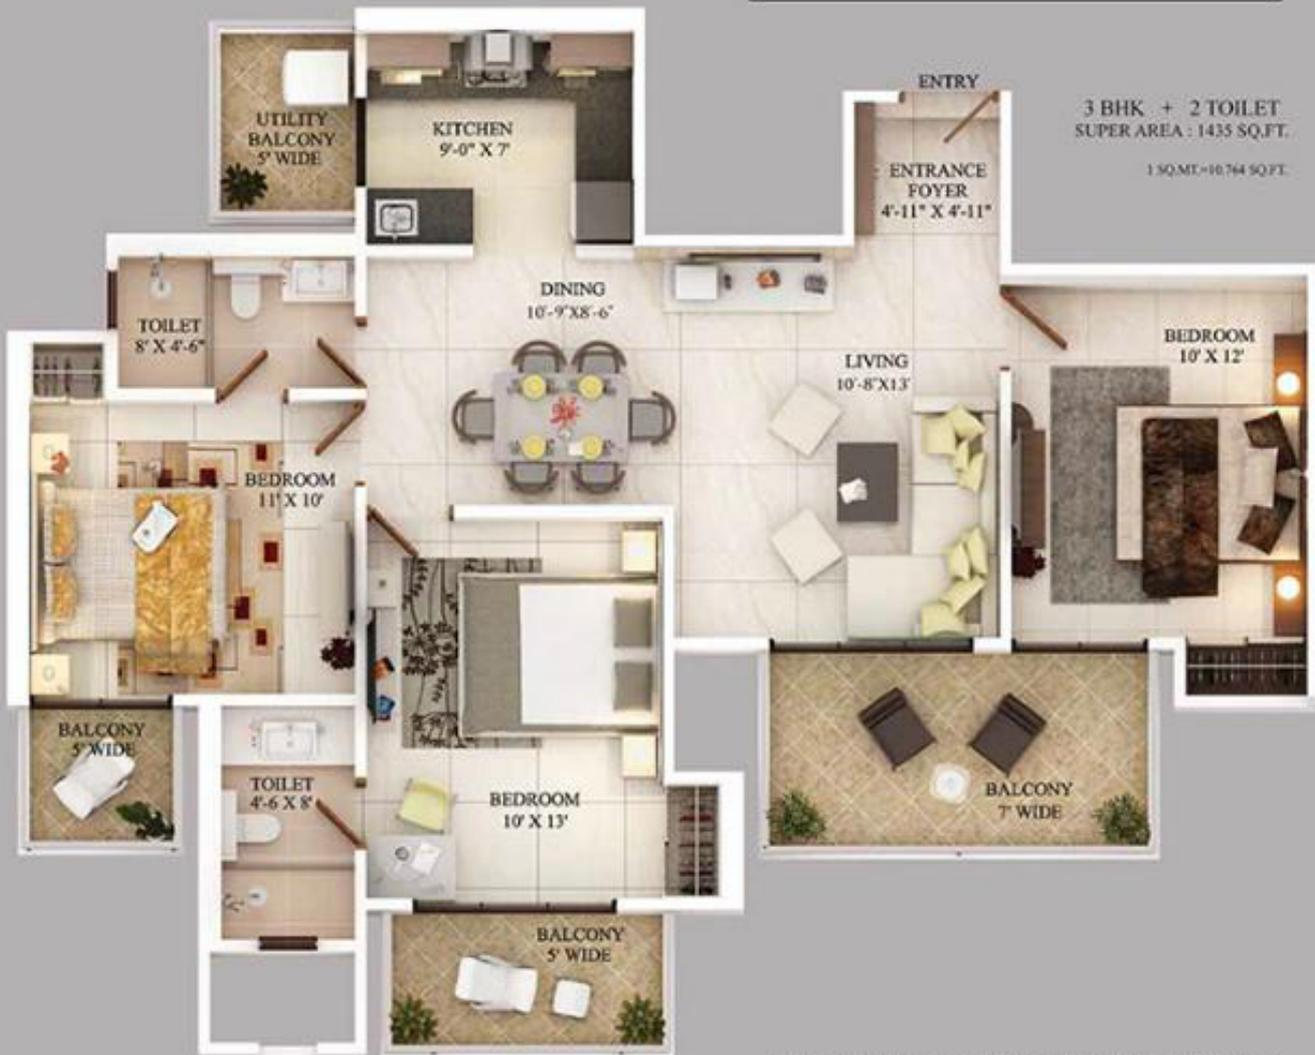 ENTRY
3 BHK + 2 TOILET
SUPER AREA : 1435 SQ.FT.
1 SQ.MT.=10.764 SQ.FT.
UTILITY
BALCONY
5' WIDE
KITCHEN
9'-0" X 7'
ENTRANCE
FOYER
4'-11" X 4'-11"
DINING
10'-9"X8'-6"
TOILET
8' X 4'-6"
LIVING
10'-8"X13'
BEDROOM
10' X 12'
BEDROOM
11' X 10'
BALCONY
5' WIDE
TOILET
4'-6 X 8'
BEDROOM
10' X 13'
BALCONY
7' WIDE
BALCONY
5' WIDE